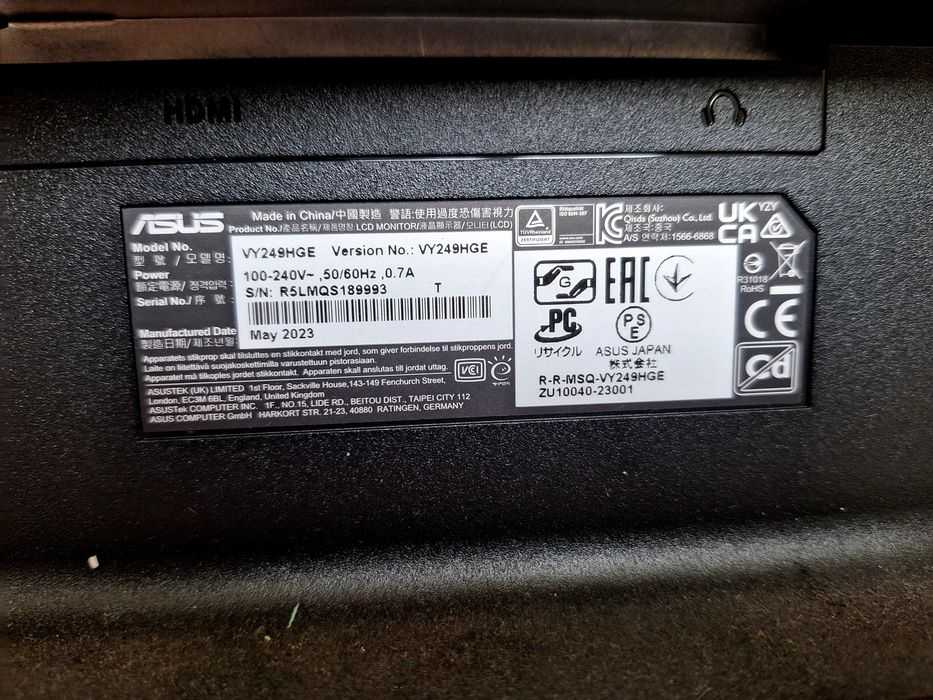 HDMI
ASUS
Made in China/中國製造 警語:使用過度恐傷害視力
Product No./產品名稱/제품명칭 LCD MONITOR/液晶顯示器/모니터(LCD)
Model No.
型 號 / 모델명:
VY249HGE Version No.: VY249HGE
Power
額定電源/ 정격입력:
100-240V~ ,50/60Hz ,0.7A
Serial No./序 號 :
S/N: R5LMQS189993 T
Manufactured Date
製造日期/제조년월:
May 2023
Apparatets stikprop skal tilsluttes en stikkontakt med jord, som giver forbindelse til stikproppens jord.
Laite on liitettävä suojakoskettimilla varustettuun pistorasiaan.
Apparatet må tilkoples jordet stikkontakt. Apparaten skall anslutas till jordat uttag.
ASUSTEK (UK) LIMITED 1st Floor, Sackville House,143-149 Fenchurch Street,
London, EC3M 6BL, England, United Kingdom
ASUSTek COMPUTER INC. 1F., NO.15, LIDE RD., BEITOU DIST., TAIPEI CITY 112
ASUS COMPUTER GmbH HARKORT STR. 21-23, 40880 RATINGEN, GERMANY
VCI
TÜVRheinland
ZERTIFIZIERT
Bildqualität
ISO 9241-307
제조회사:
Qisda (Suzhou) Co., Ltd.
제조국: 중국
A/S 연락처:1566-6868
UK
CA
YZY
R31018
RoHS
CE
G
EAC
PC
リサイクル
PS
E
ASUS JAPAN
株式会社
R-R-MSQ-VY249HGE
ZU10040-23001